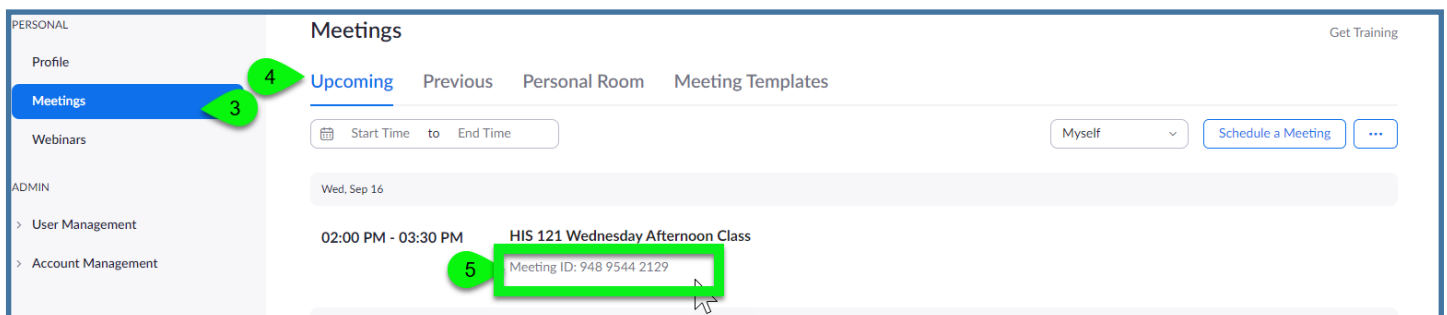 PERSONAL
Profile
Meetings
Webinars
ADMIN
> User Management
> Account Management
Meetings
Get Training
4
Upcoming Previous Personal Room Meeting Templates
3
Start Time to End Time
Myself
Schedule a Meeting
...
Wed, Sep 16
02:00 PM - 03:30 PM HIS 121 Wednesday Afternoon Class
5
Meeting ID: 948 9544 2129